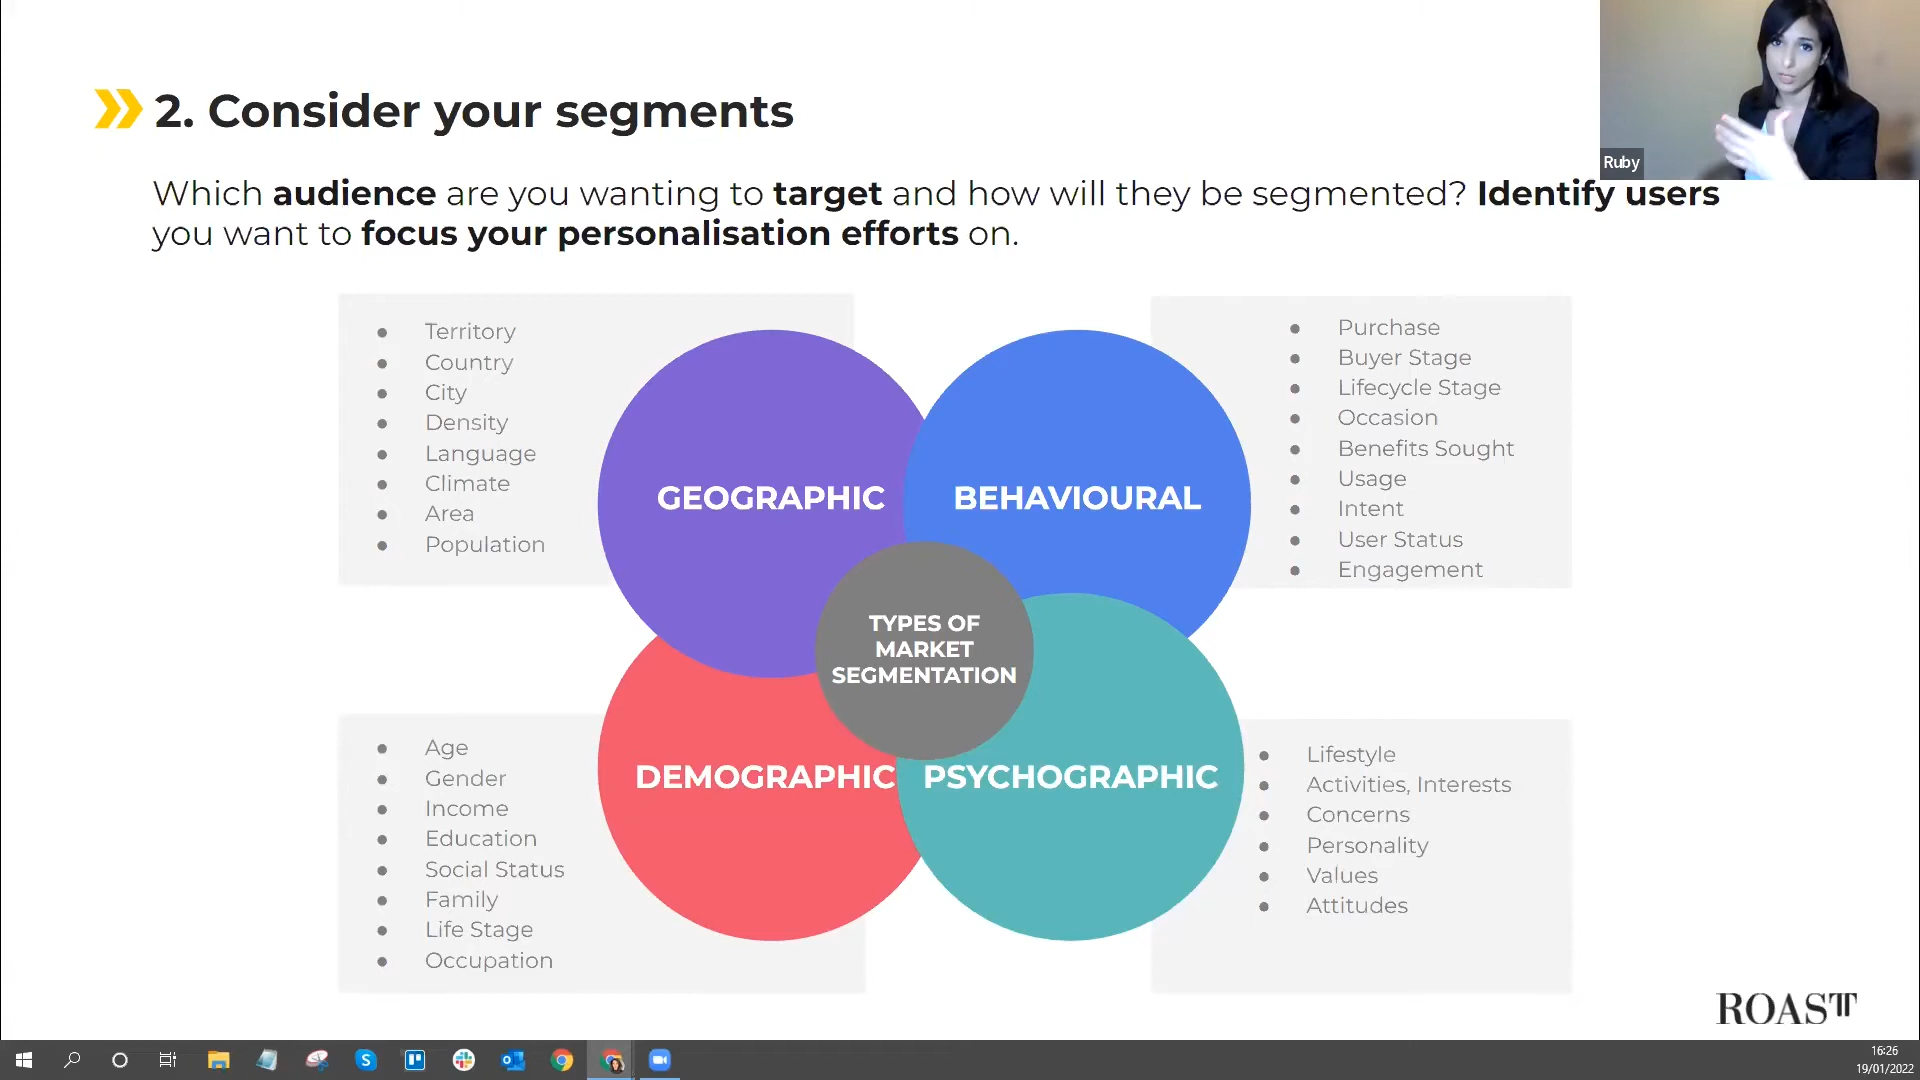 2. Consider your segments
Ruby
Which audience are you wanting to target and how will they be segmented? Identify users
you want to focus your personalisation efforts on.
Territory
Country
City
Density
Language
Climate
Area
Population
GEOGRAPHIC
BEHAVIOURAL
Purchase
Buyer Stage
Lifecycle Stage
Occasion
Benefits Sought
Usage
Intent
User Status
Engagement
TYPES OF
MARKET
SEGMENTATION
Age
Gender
Income
Education
Social Status
Family
Life Stage
Occupation
DEMOGRAPHIC
PSYCHOGRAPHIC
Lifestyle
Activities, Interests
Concerns
Personality
Values
Attitudes
ROAST
16:26
19/01/2022